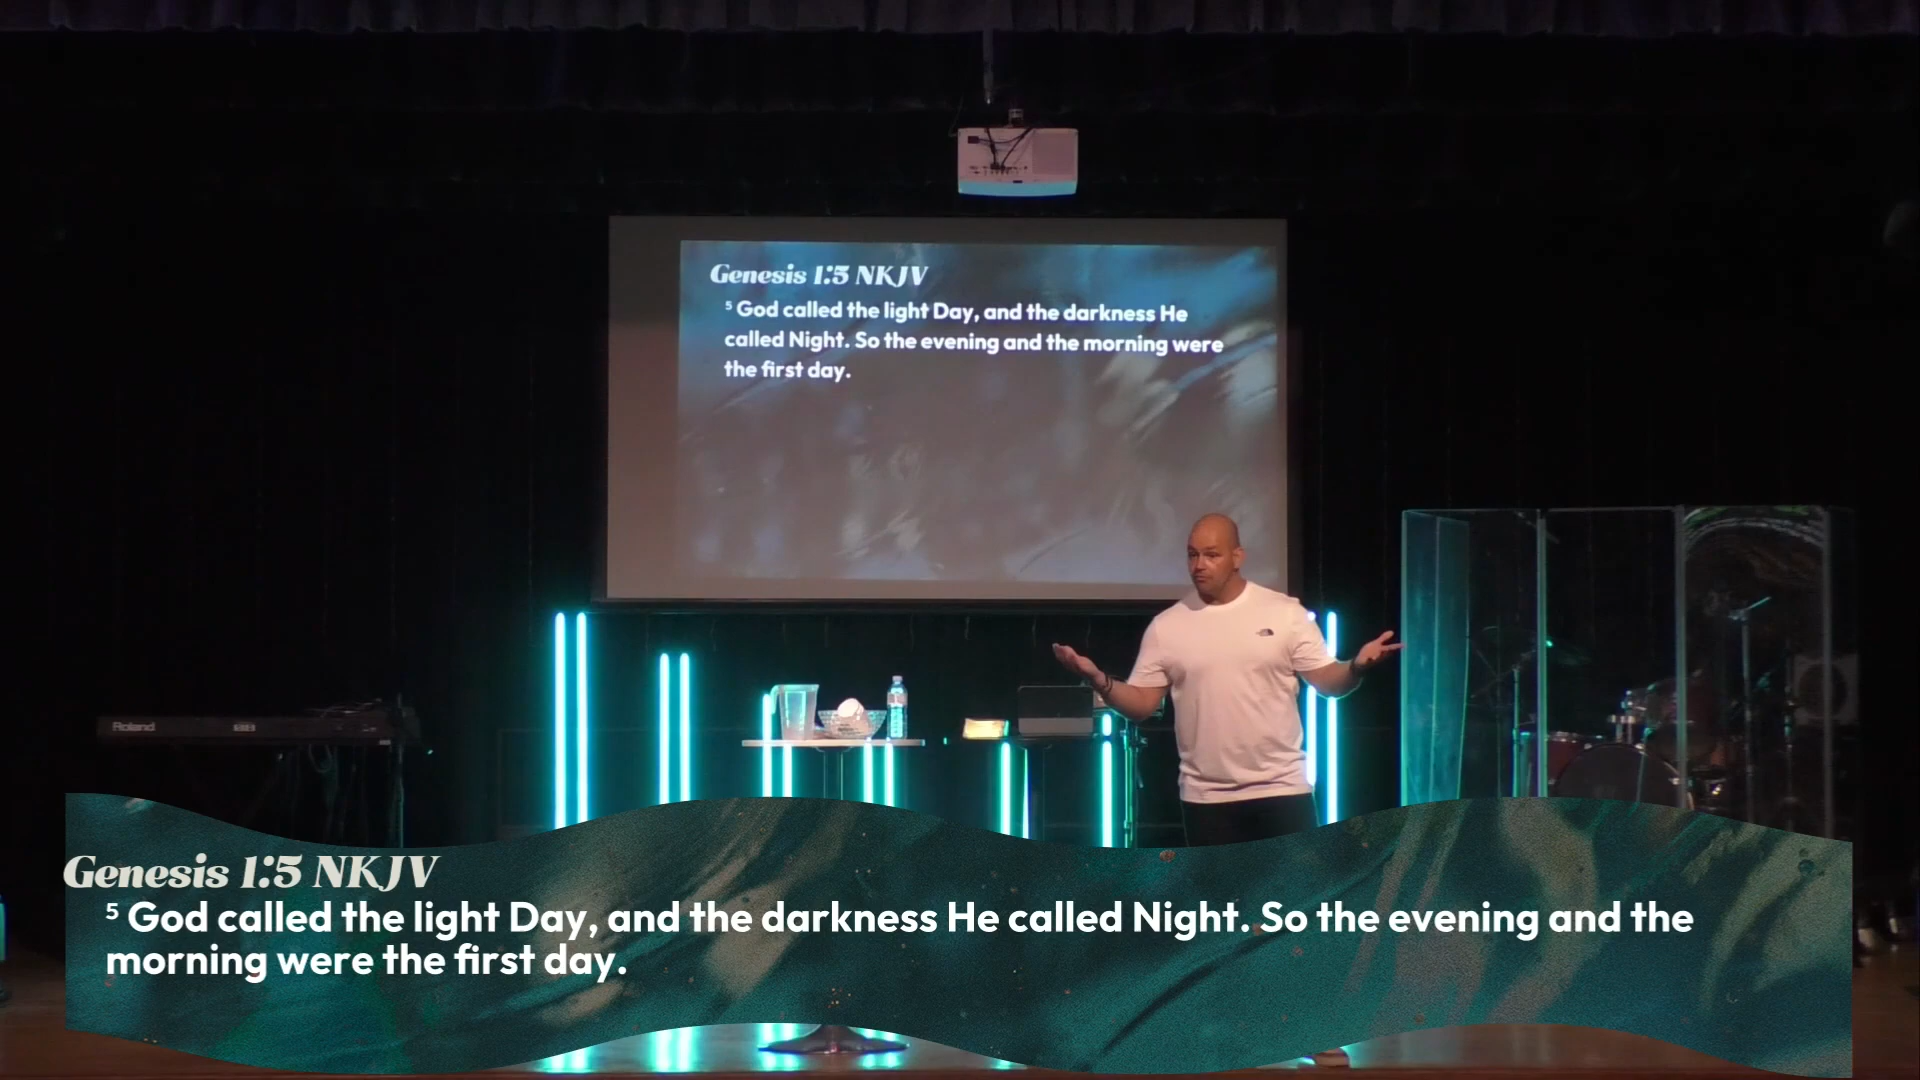 Genesis 1:5 NKJV
⁵ God called the light Day, and the darkness He
called Night. So the evening and the morning were
the first day.
Roland
Genesis 1:5 NKJV
⁵ God called the light Day, and the darkness He called Night. So the evening and the
morning were the first day.